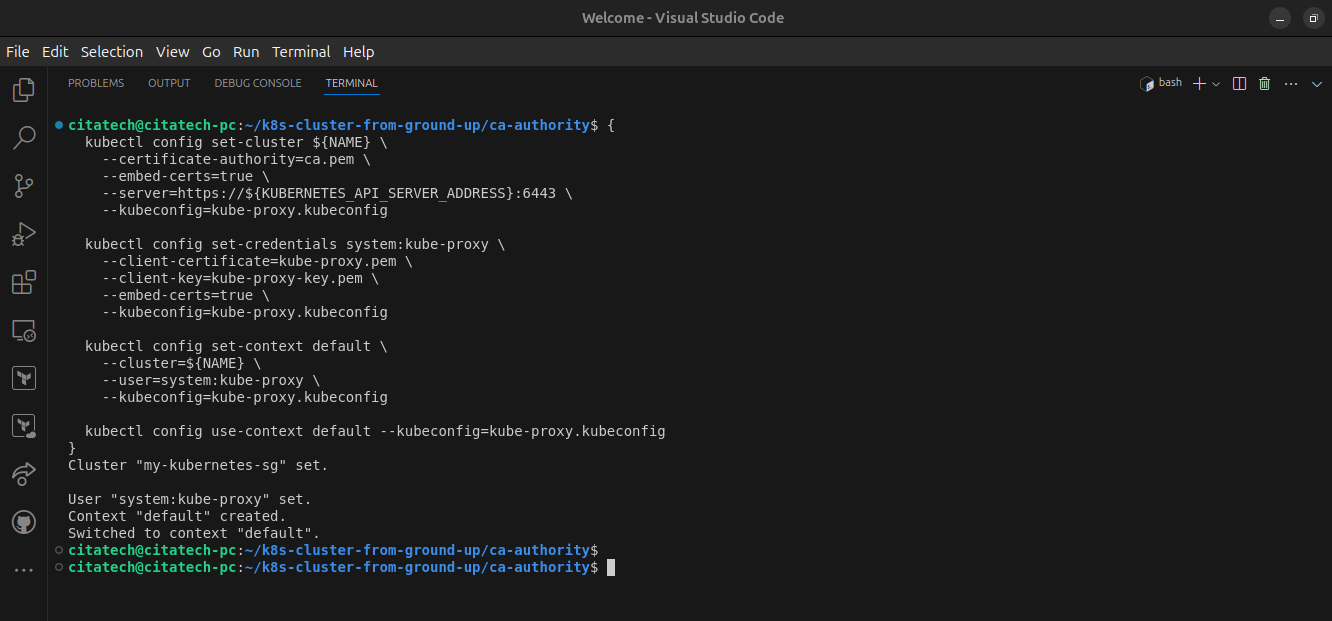 Welcome - Visual Studio Code
File Edit Selection View Go Run Terminal Help
PROBLEMS OUTPUT DEBUG CONSOLE TERMINAL
bash
citatech@citatech-pc:~/k8s-cluster-from-ground-up/ca-authority$ {
  kubectl config set-cluster ${NAME} \
    --certificate-authority=ca.pem \
    --embed-certs=true \
    --server=https://${KUBERNETES_API_SERVER_ADDRESS}:6443 \
    --kubeconfig=kube-proxy.kubeconfig

  kubectl config set-credentials system:kube-proxy \
    --client-certificate=kube-proxy.pem \
    --client-key=kube-proxy-key.pem \
    --embed-certs=true \
    --kubeconfig=kube-proxy.kubeconfig

  kubectl config set-context default \
    --cluster=${NAME} \
    --user=system:kube-proxy \
    --kubeconfig=kube-proxy.kubeconfig

  kubectl config use-context default --kubeconfig=kube-proxy.kubeconfig
}
Cluster "my-kubernetes-sg" set.

User "system:kube-proxy" set.
Context "default" created.
Switched to context "default".
citatech@citatech-pc:~/k8s-cluster-from-ground-up/ca-authority$
citatech@citatech-pc:~/k8s-cluster-from-ground-up/ca-authority$